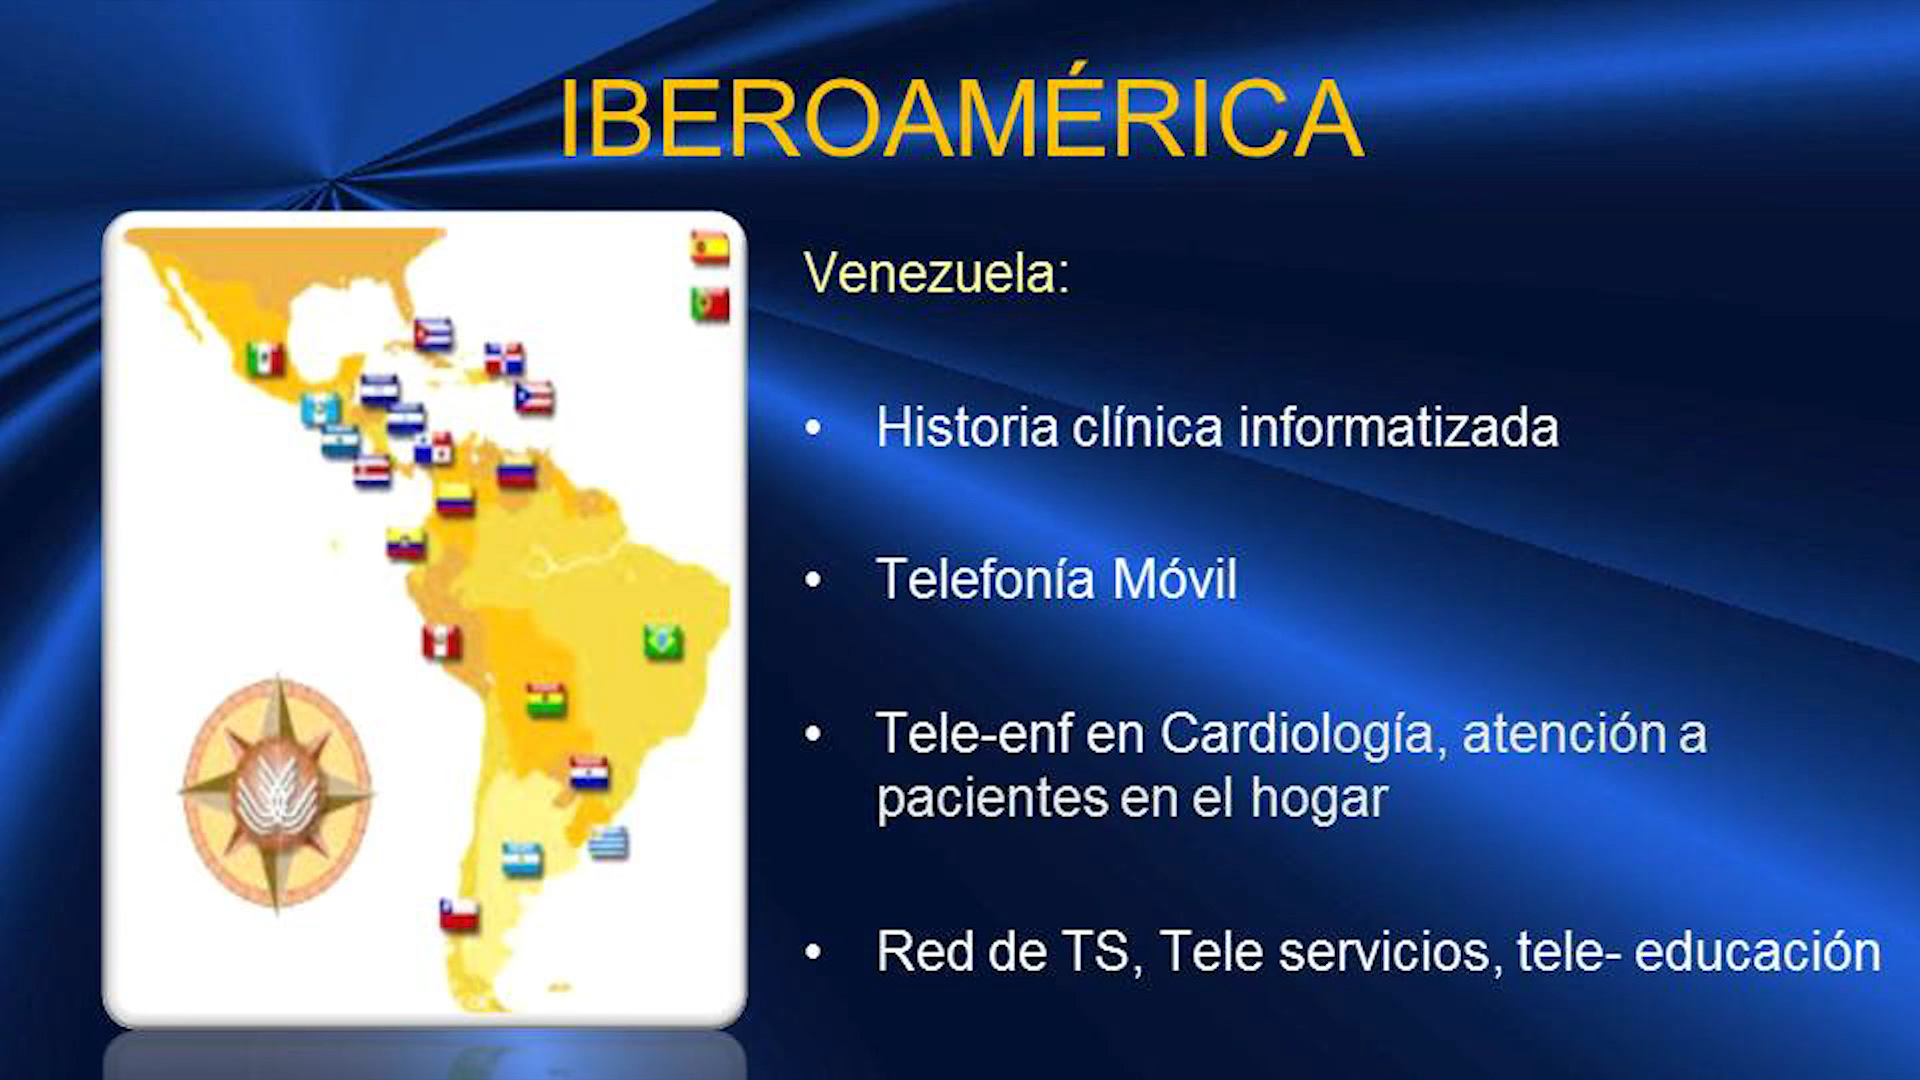 IBEROAMÉRICA
Venezuela:
• Historia clínica informatizada
• Telefonía Móvil
• Tele-enf en Cardiología, atención a
pacientes en el hogar
• Red de TS, Tele servicios, tele- educación